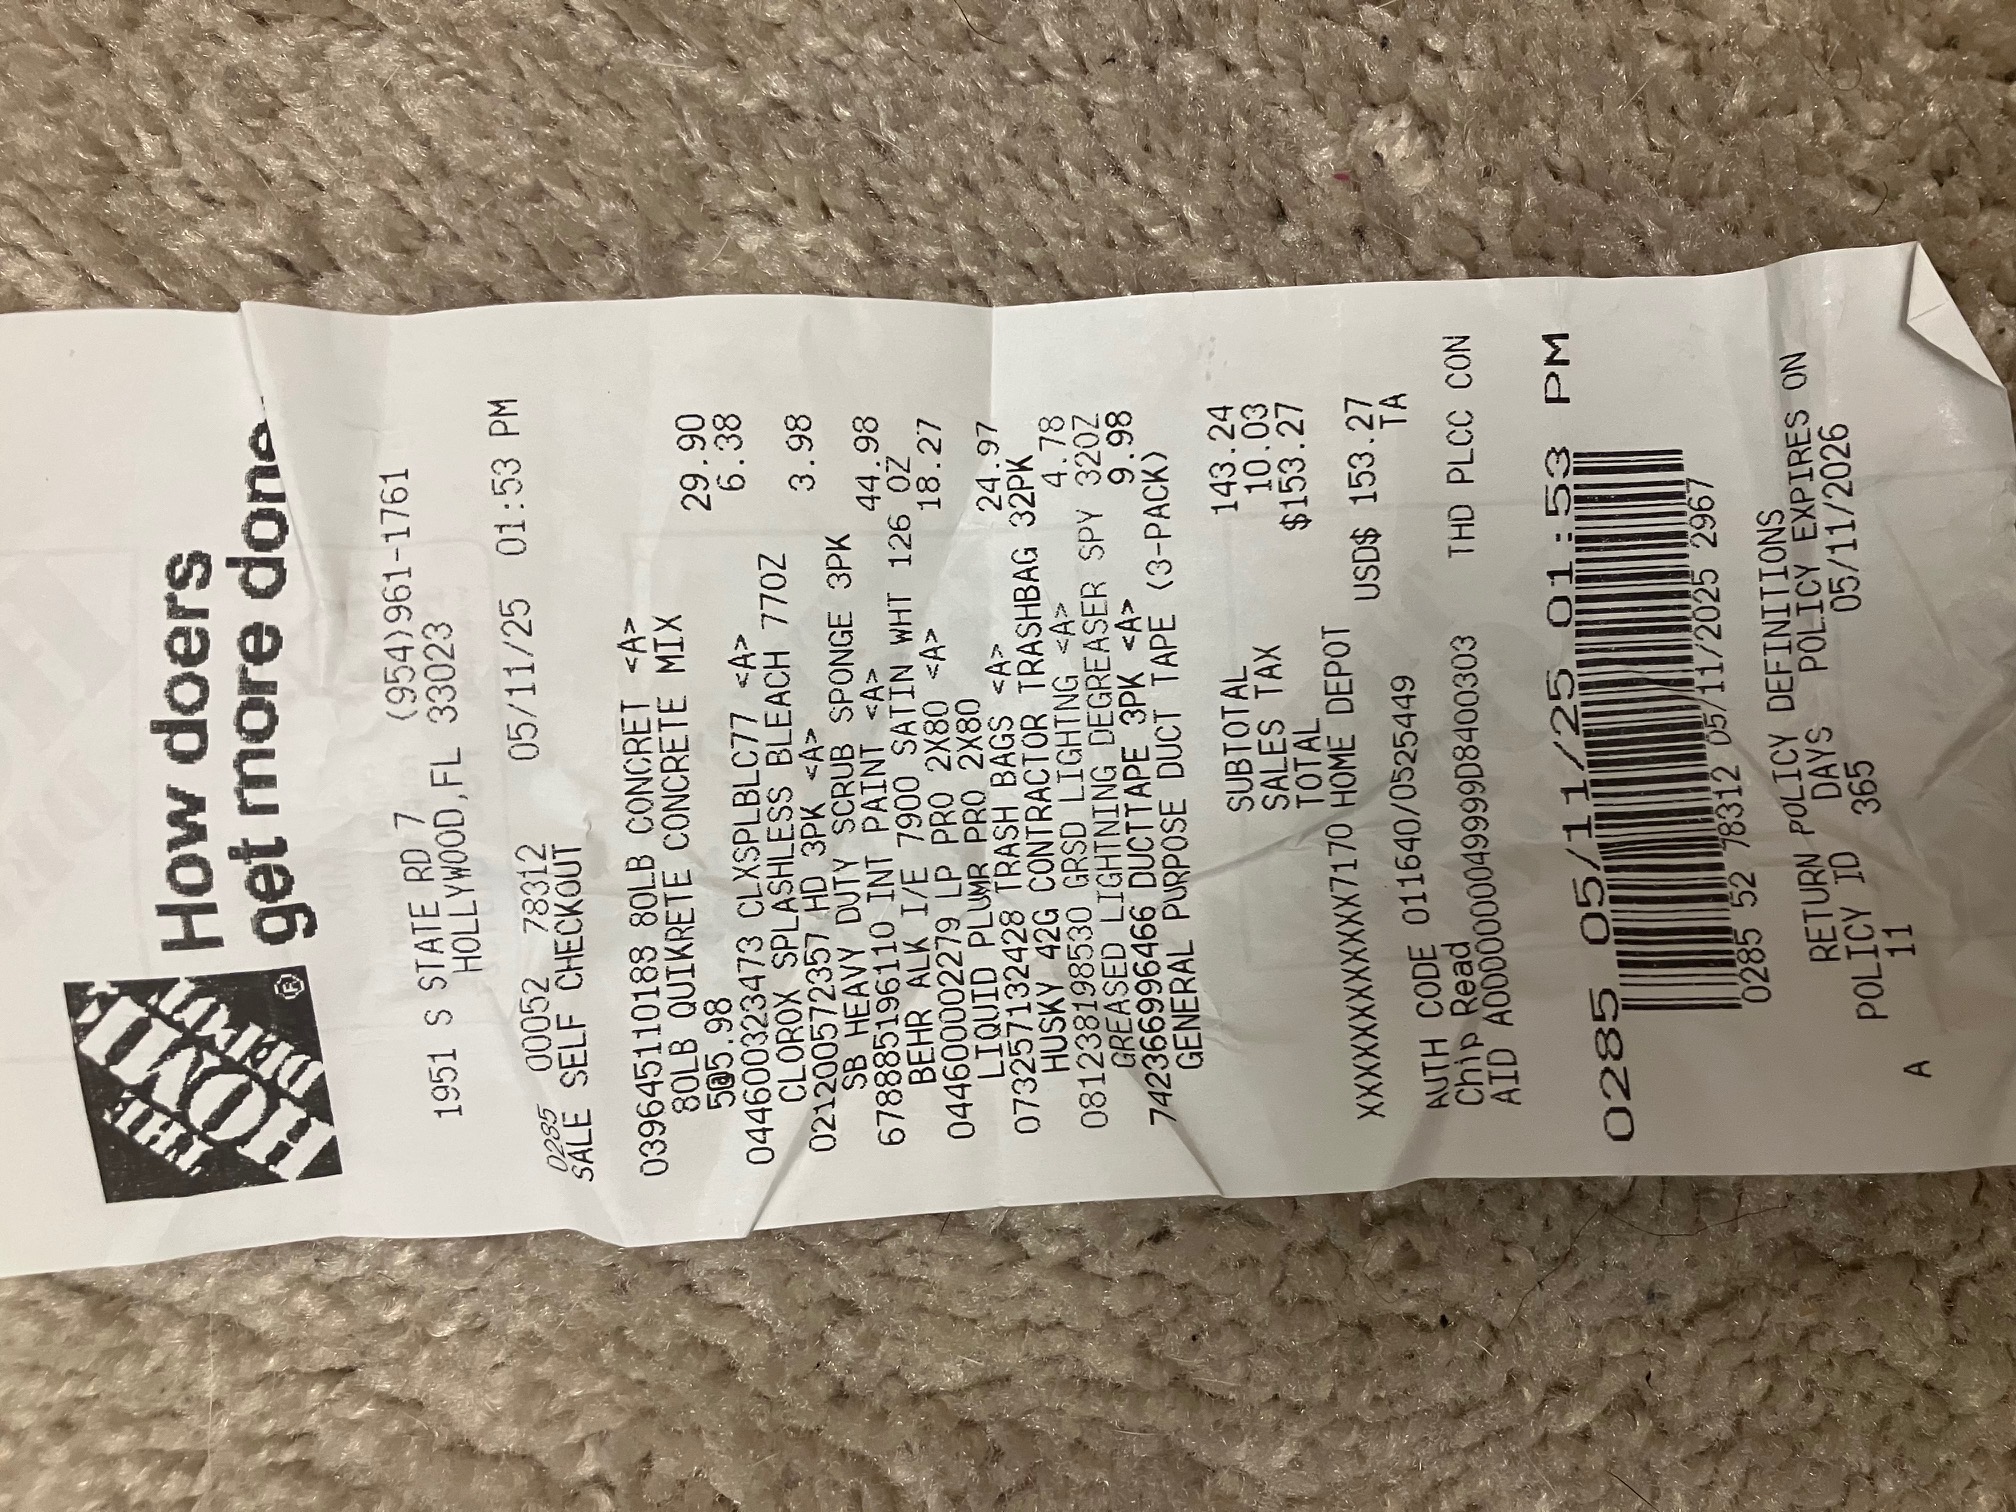 THE
HOME
DEPOT
®
How doers
get more done
1951 S STATE RD 7 (954)961-1761
HOLLYWOOD,FL 33023
0285 00052 78312 05/11/25 01:53 PM
SALE SELF CHECKOUT
039645110188 80LB CONCRET <A>
80LB QUIKRETE CONCRETE MIX
5@5.98 29.90
044600323473 CLXSPLBLC77 <A> 6.38
CLOROX SPLASHLESS BLEACH 77OZ
021200572357 HD 3PK <A> 3.98
SB HEAVY DUTY SCRUB SPONGE 3PK
678885196110 INT PAINT <A> 44.98
BEHR ALK I/E 7900 SATIN WHT 126 OZ
044600002279 LP PRO 2X80 <A> 18.27
LIQUID PLUMR PRO 2X80
073257132428 TRASH BAGS <A> 24.97
HUSKY 42G CONTRACTOR TRASHBAG 32PK
081238198530 GRSD LIGHTNG <A> 4.78
GREASED LIGHTNING DEGREASER SPY 32OZ
742366996466 DUCTTAPE 3PK <A> 9.98
GENERAL PURPOSE DUCT TAPE (3-PACK)
SUBTOTAL 143.24
SALES TAX 10.03
TOTAL $153.27
XXXXXXXXXXXX7170 HOME DEPOT
USD$ 153.27
AUTH CODE 011640/0525449 TA
Chip Read
AID A0000000049999D8400303 THD PLCC CON
0285 05/11/25 01:53 PM
0285 52 78312 05/11/2025 2967
RETURN POLICY DEFINITIONS
POLICY ID DAYS POLICY EXPIRES ON
A 11 365 05/11/2026